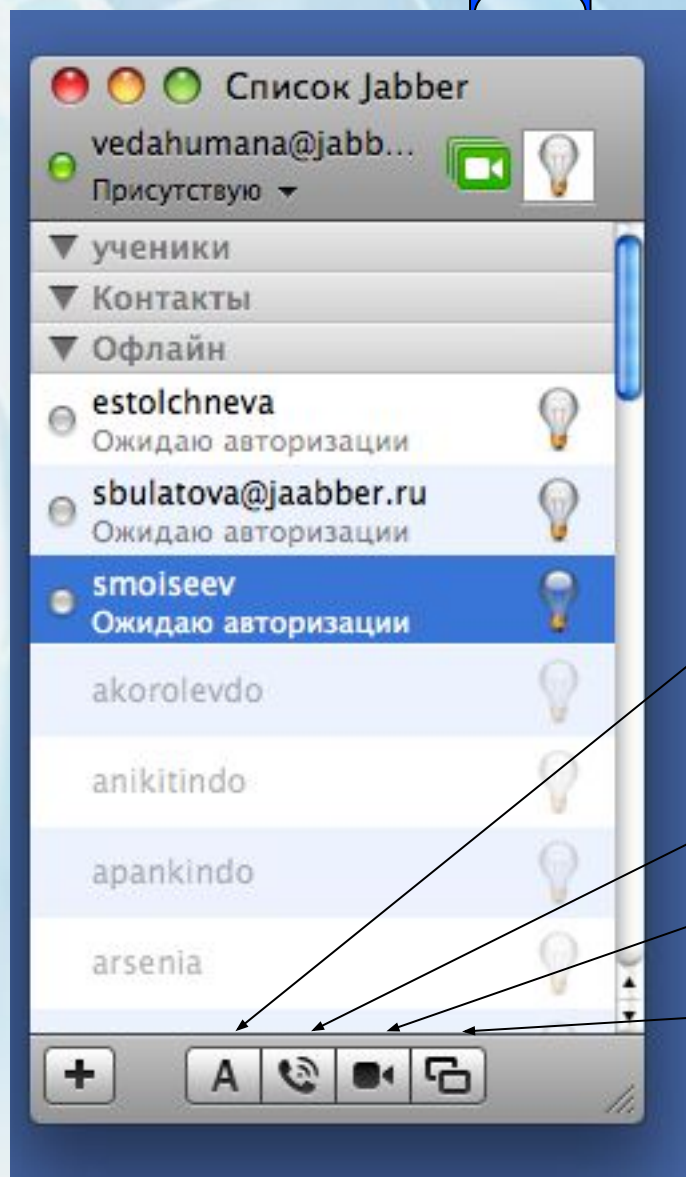 Список Jabber
vedahumana@jabb...
Присутствую
ученики
Контакты
Офлайн
estolchneva
Ожидаю авторизации
sbulatova@jaabber.ru
Ожидаю авторизации
smoiseev
Ожидаю авторизации
akorolevdo
anikitindo
apankindo
arsenia
A